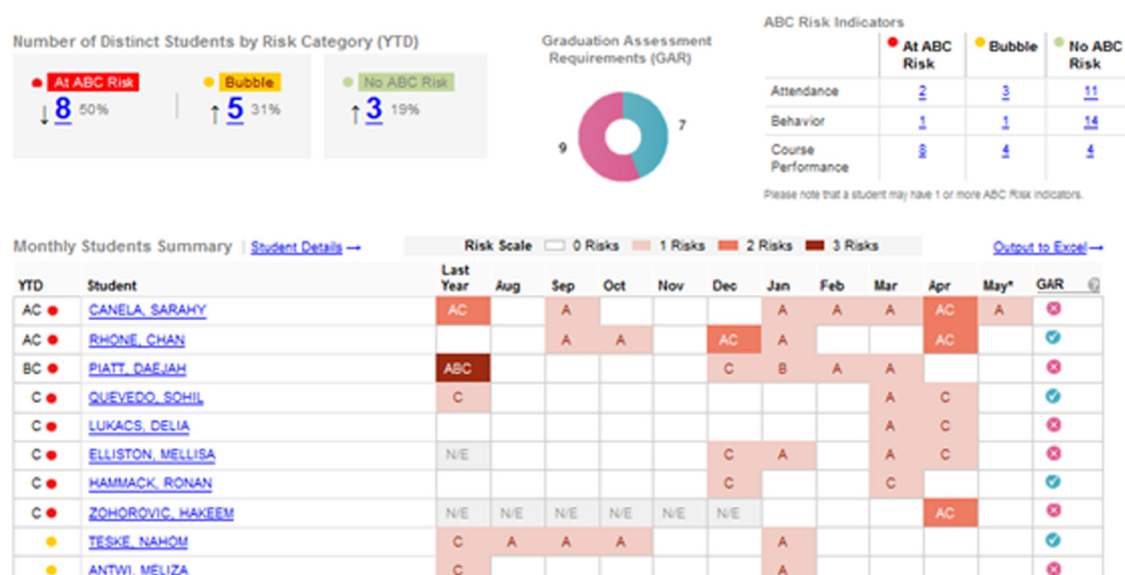 ABC Risk Indicators
Number of Distinct Students by Risk Category (YTD)
At ABC Risk
↓ 8 50%
Bubble
↑ 5 31%
No ABC Risk
↑ 3 19%
Graduation Assessment
Requirements (GAR)
9 7
At ABC Risk Bubble No ABC Risk
Attendance 2 3 11
Behavior 1 1 14
Course Performance 8 4 4
Please note that a student may have 1 or more ABC Risk Indicators.
Monthly Students Summary | Student Details →
Risk Scale 0 Risks 1 Risks 2 Risks 3 Risks
Output to Excel→
YTD Student Last Year Aug Sep Oct Nov Dec Jan Feb Mar Apr May* GAR
AC CANELA, SARAHY AC A A A A AC A
AC RHONE, CHAN A A AC A AC
BC PIATT, DAEJAH ABC C B A A
C QUEVEDO, SOHIL C A C
C LUKACS, DELIA A C
C ELLISTON, MELLISA N/E C A A C
C HAMMACK, RONAN C C
C ZOHOROVIC, HAKEEM N/E N/E N/E N/E N/E N/E AC
TESKE, NAHOM C A A A A
ANTWI, MELIZA C A